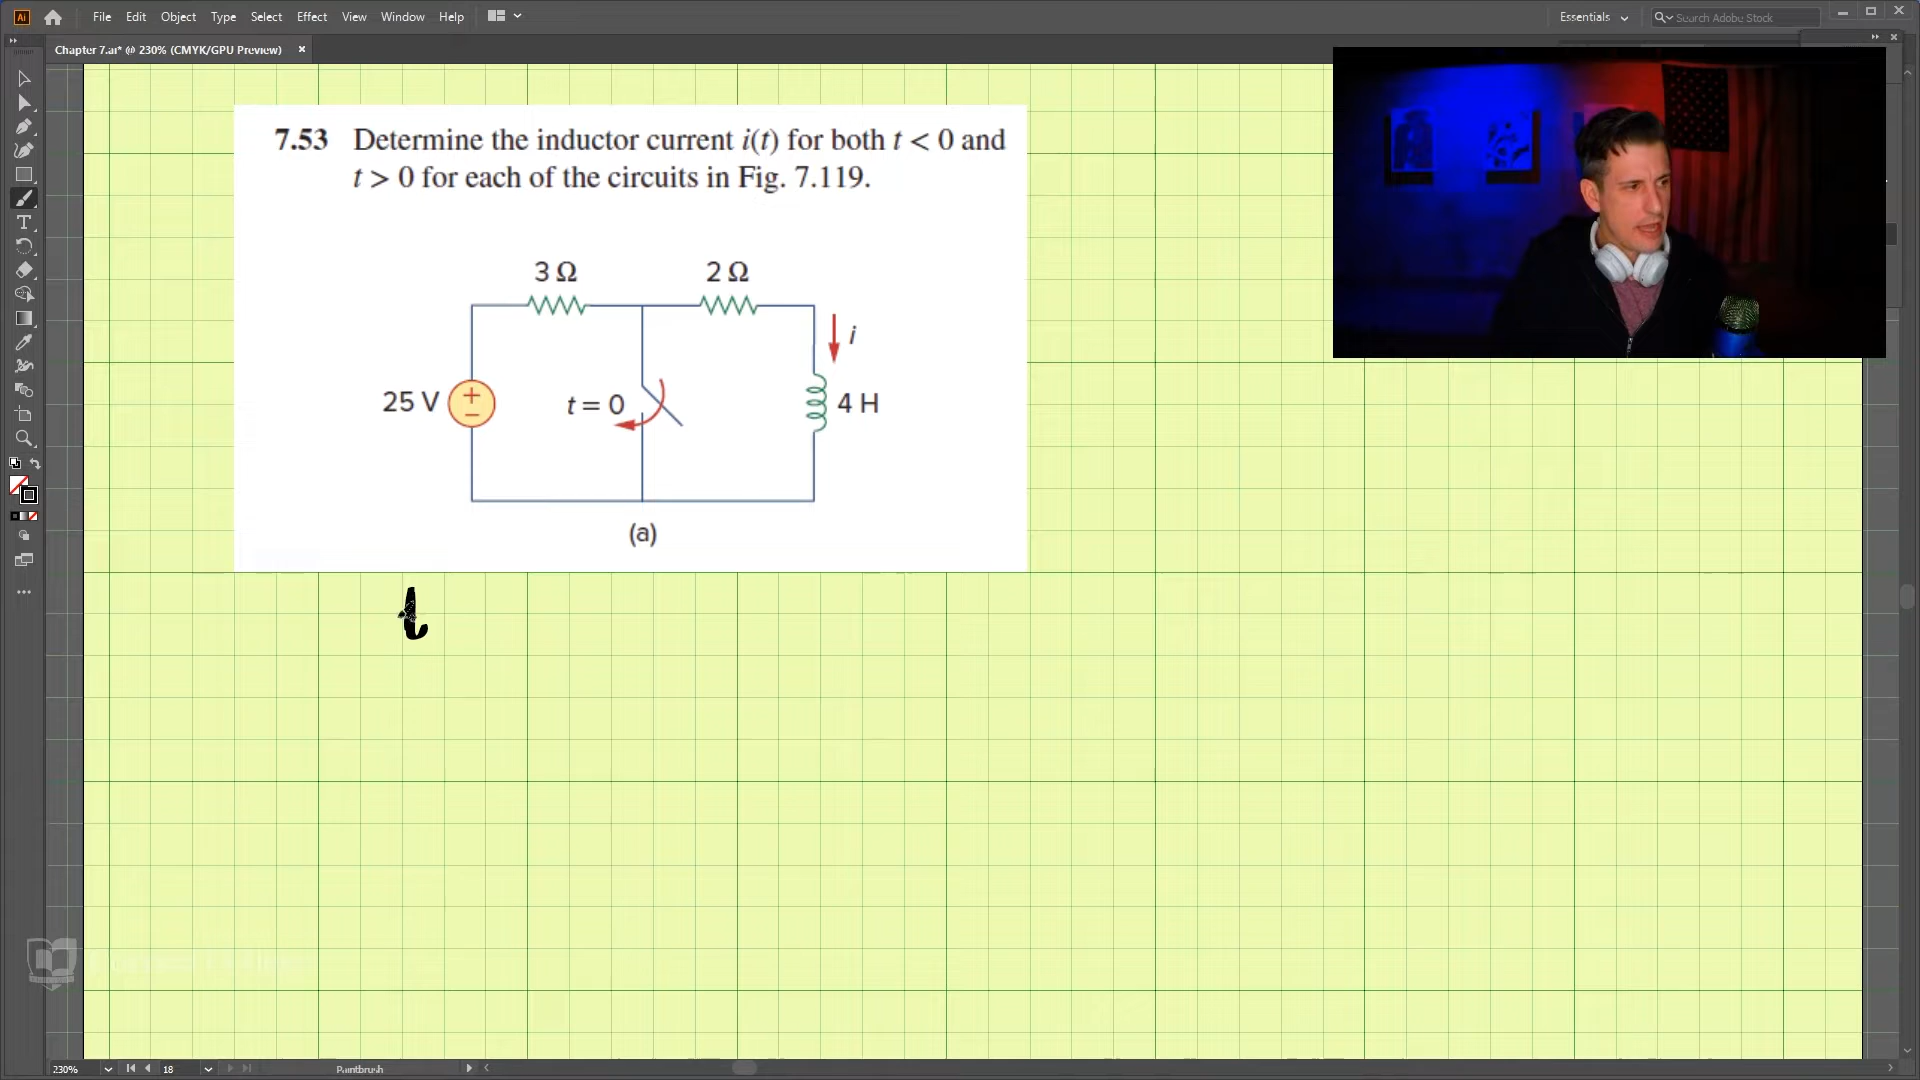 Ai File Edit Object Type Select Effect View Window Help Essentials Search Adobe Stock
Chapter 7.ai* @ 230% (CMYK/GPU Preview) ×
7.53 Determine the inductor current i(t) for both t < 0 and
t > 0 for each of the circuits in Fig. 7.119.
3 Ω 2 Ω
i
25 V + − t = 0 4 H
(a)
t
230% 18 Paintbrush